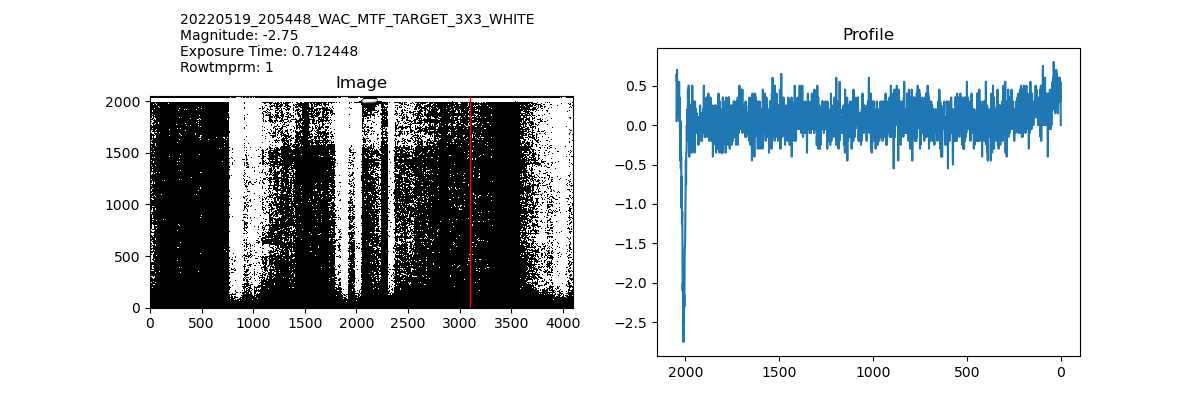 20220519_205448_WAC_MTF_TARGET_3X3_WHITE
Magnitude: -2.75
Exposure Time: 0.712448
Rowtmprm: 1
Image
2000
1500
1000
500
0
0 500 1000 1500 2000 2500 3000 3500 4000
Profile
0.5
0.0
−0.5
−1.0
−1.5
−2.0
−2.5
2000 1500 1000 500 0